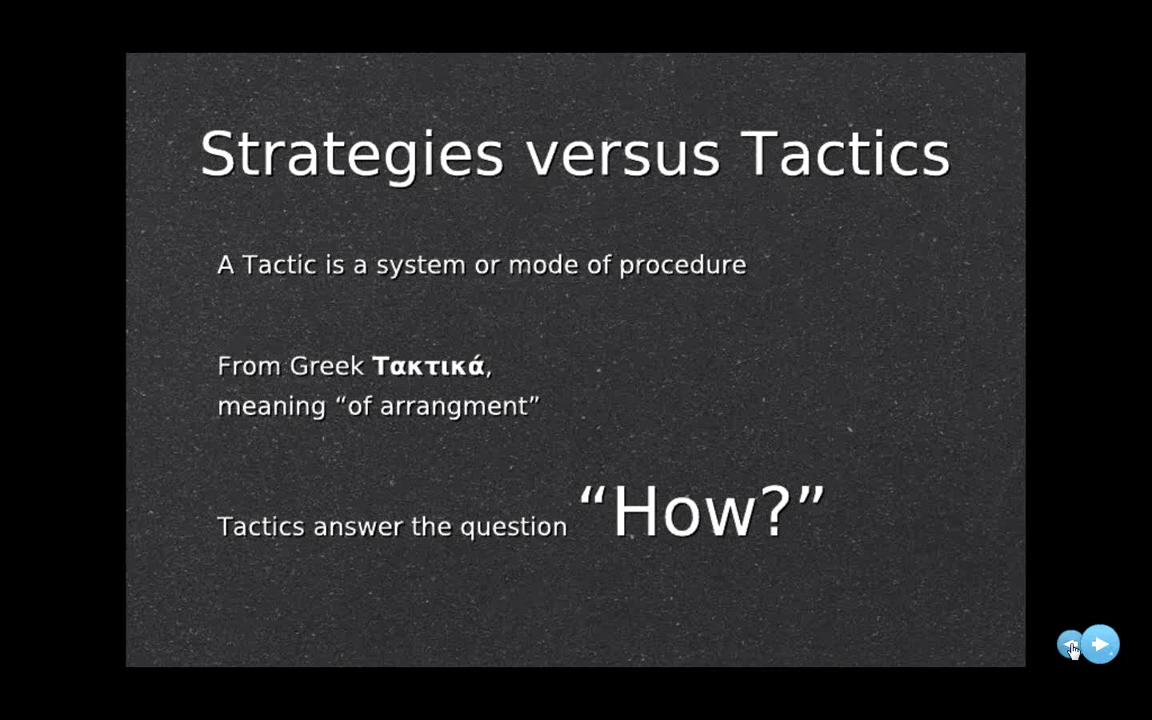 Strategies versus Tactics
A Tactic is a system or mode of procedure
From Greek Τακτικά,
meaning “of arrangment”
Tactics answer the question “How?”